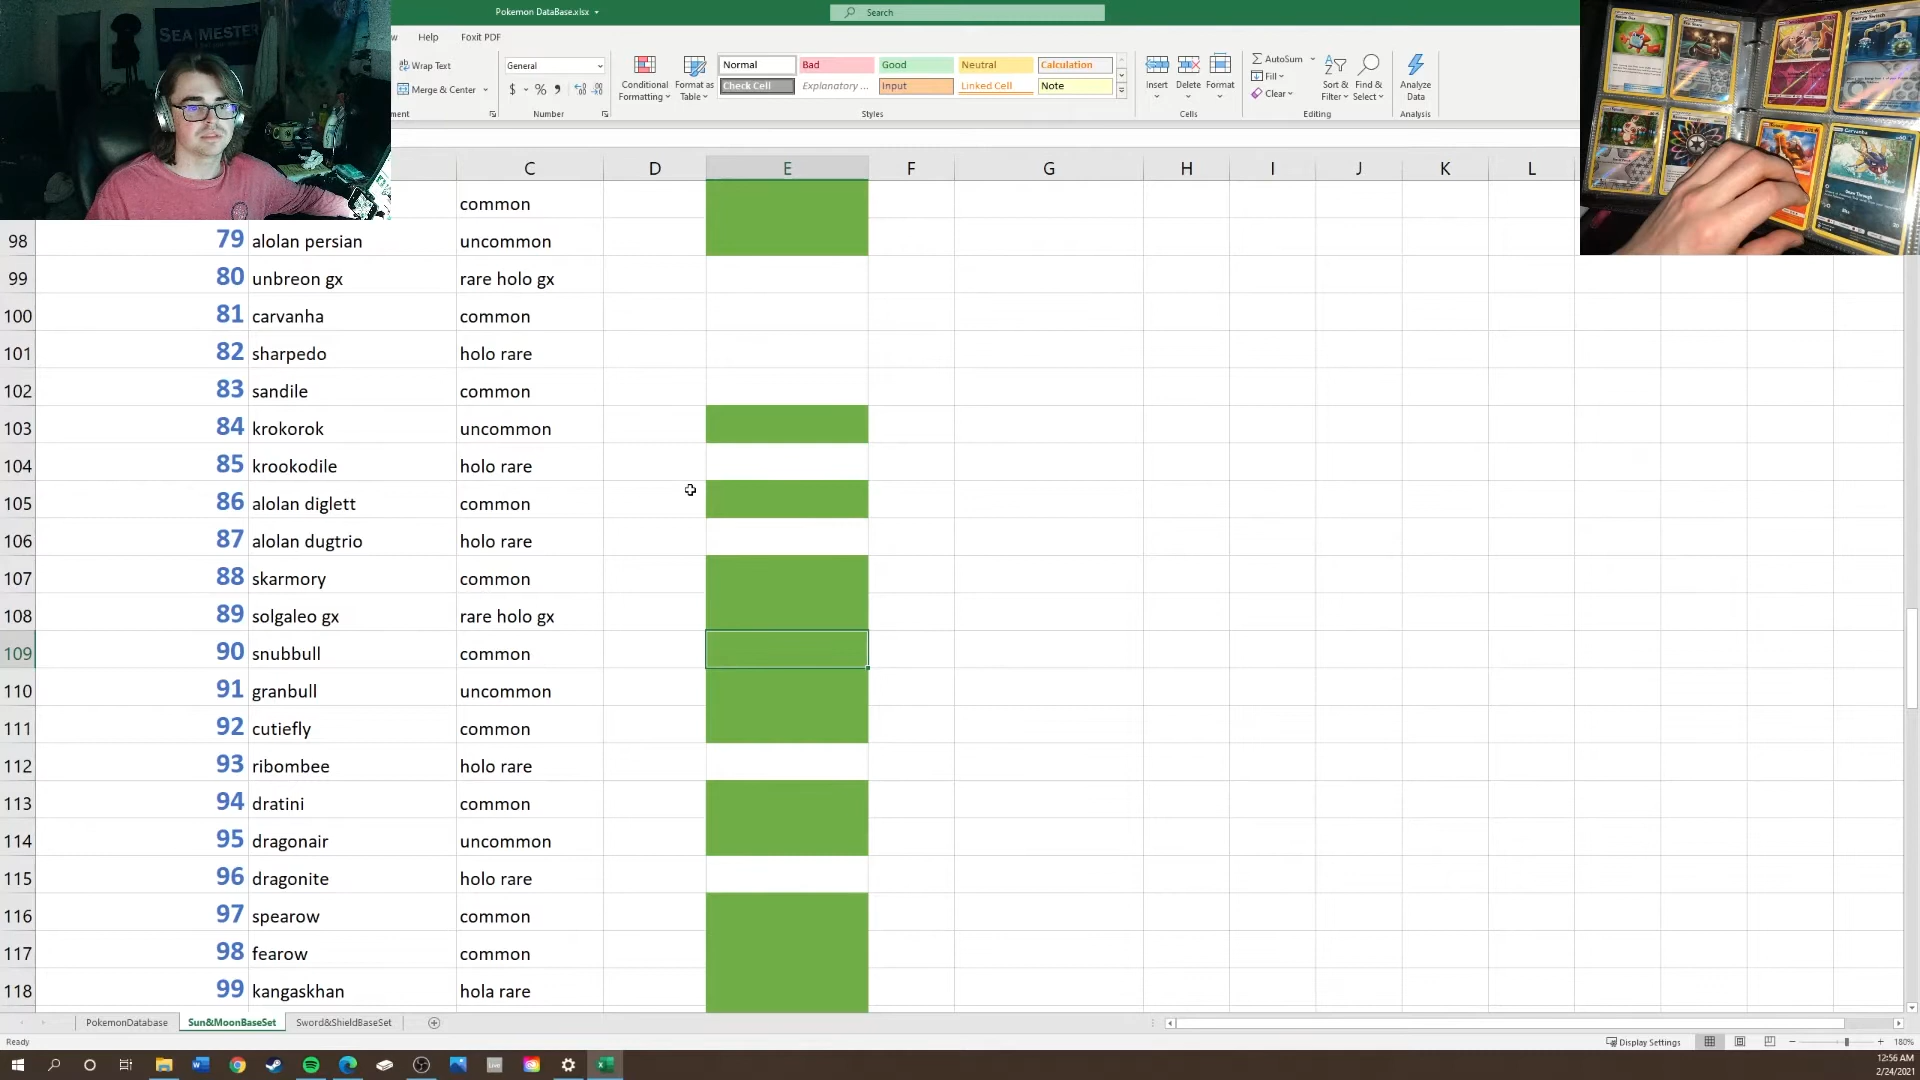 SEA MESTER
Pokemon DataBase.xlsx
Search
Help
Foxit PDF
Wrap Text
General
Merge & Center
$ % 9
Conditional Formatting
Format as Table
Normal
Bad
Good
Neutral
Calculation
Check Cell
Explanatory ...
Input
Linked Cell
Note
Insert
Delete
Format
AutoSum
Fill
Clear
Sort & Filter
Find & Select
Analyze Data
Number
Styles
Cells
Editing
Analysis
Energy Switch
Carvanha
C D E F G H I J K L
common
98 79 alolan persian uncommon
99 80 unbreon gx rare holo gx
100 81 carvanha common
101 82 sharpedo holo rare
102 83 sandile common
103 84 krokorok uncommon
104 85 krookodile holo rare
105 86 alolan diglett common
106 87 alolan dugtrio holo rare
107 88 skarmory common
108 89 solgaleo gx rare holo gx
109 90 snubbull common
110 91 granbull uncommon
111 92 cutiefly common
112 93 ribombee holo rare
113 94 dratini common
114 95 dragonair uncommon
115 96 dragonite holo rare
116 97 spearow common
117 98 fearow common
118 99 kangaskhan hola rare
PokemonDatabase
Sun&MoonBaseSet
Sword&ShieldBaseSet
Ready
Display Settings
180%
12:56 AM
2/24/2021